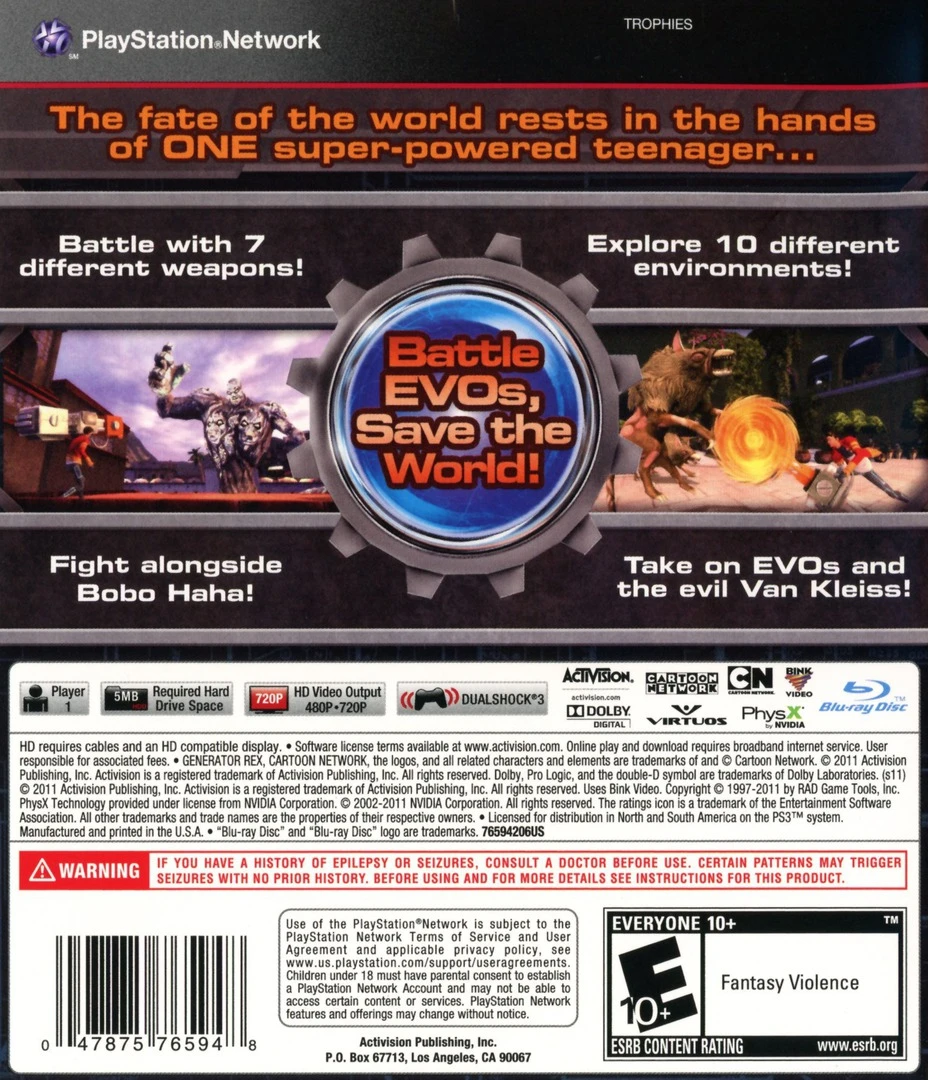 PlayStation®Network
SM
TROPHIES
The fate of the world rests in the hands
of ONE super-powered teenager...
Battle with 7
different weapons!
Explore 10 different
environments!
Battle
EVOs,
Save the
World!
Fight alongside
Bobo Haha!
Take on EVOs and
the evil Van Kleiss!
Player
1
5MB
HDD
Required Hard
Drive Space
720P
HD Video Output
480P•720P
DUALSHOCK®3
ACTIVISION®
activision.com
DOLBY
DIGITAL
CARTOON
NETWORK
VIRTUOS
CN
CARTOON NETWORK
PhysX
by NVIDIA
BINK
VIDEO
Blu-ray Disc
TM
HD requires cables and an HD compatible display. • Software license terms available at www.activision.com. Online play and download requires broadband internet service. User
responsible for associated fees. • GENERATOR REX, CARTOON NETWORK, the logos, and all related characters and elements are trademarks of and © Cartoon Network. © 2011 Activision
Publishing, Inc. Activision is a registered trademark of Activision Publishing, Inc. All rights reserved. Dolby, Pro Logic, and the double-D symbol are trademarks of Dolby Laboratories. (s11)
© 2011 Activision Publishing, Inc. Activision is a registered trademark of Activision Publishing, Inc. All rights reserved. Uses Bink Video. Copyright © 1997-2011 by RAD Game Tools, Inc.
PhysX Technology provided under license from NVIDIA Corporation. © 2002-2011 NVIDIA Corporation. All rights reserved. The ratings icon is a trademark of the Entertainment Software
Association. All other trademarks and trade names are the properties of their respective owners. • Licensed for distribution in North and South America on the PS3™ system.
Manufactured and printed in the U.S.A. • “Blu-ray Disc” and “Blu-ray Disc” logo are trademarks. 76594206US
WARNING
IF YOU HAVE A HISTORY OF EPILEPSY OR SEIZURES, CONSULT A DOCTOR BEFORE USE. CERTAIN PATTERNS MAY TRIGGER
SEIZURES WITH NO PRIOR HISTORY. BEFORE USING AND FOR MORE DETAILS SEE INSTRUCTIONS FOR THIS PRODUCT.
0 47875 76594 8
Use of the PlayStation®Network is subject to the
PlayStation Network Terms of Service and User
Agreement and applicable privacy policy, see
www.us.playstation.com/support/useragreements.
Children under 18 must have parental consent to establish
a PlayStation Network Account and may not be able to
access certain content or services. PlayStation Network
features and offerings may change without notice.
Activision Publishing, Inc.
P.O. Box 67713, Los Angeles, CA 90067
EVERYONE 10+
TM
E
10+
Fantasy Violence
ESRB CONTENT RATING
www.esrb.org